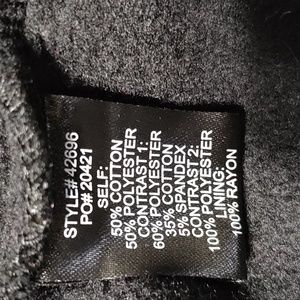 STYLE# 42696
PO# 20421
SELF:
50% COTTON
50% POLYESTER
CONTRAST 1:
60% POLYESTER
35% COTTON
5% SPANDEX
CONTRAST 2:
100% POLYESTER
LINING:
100% RAYON